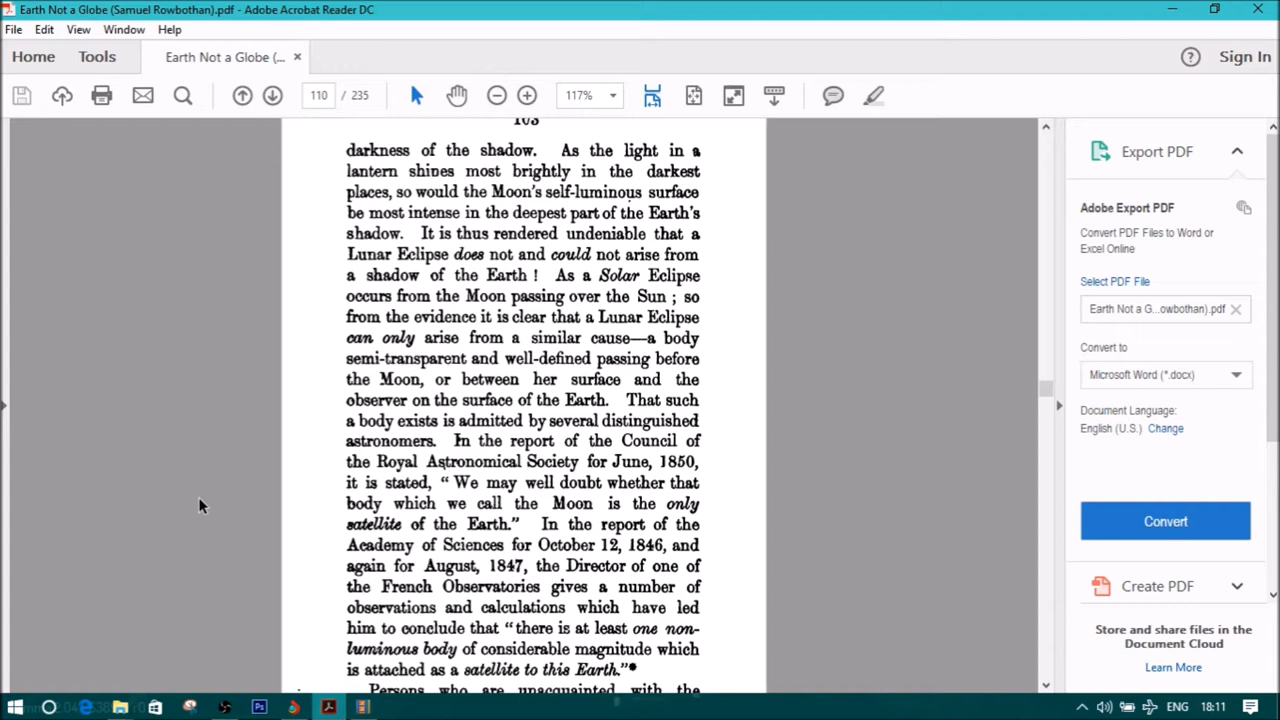 Earth Not a Globe (Samuel Rowbothan).pdf - Adobe Acrobat Reader DC
File Edit View Window Help
Home Tools Earth Not a Globe (... × Sign In
110 / 235 117%
103
darkness of the shadow. As the light in a
lantern shines most brightly in the darkest
places, so would the Moon's self-luminous surface
be most intense in the deepest part of the Earth's
shadow. It is thus rendered undeniable that a
Lunar Eclipse does not and could not arise from
a shadow of the Earth ! As a Solar Eclipse
occurs from the Moon passing over the Sun ; so
from the evidence it is clear that a Lunar Eclipse
can only arise from a similar cause—a body
semi-transparent and well-defined passing before
the Moon, or between her surface and the
observer on the surface of the Earth. That such
a body exists is admitted by several distinguished
astronomers. In the report of the Council of
the Royal Astronomical Society for June, 1850,
it is stated, “ We may well doubt whether that
body which we call the Moon is the only
satellite of the Earth.” In the report of the
Academy of Sciences for October 12, 1846, and
again for August, 1847, the Director of one of
the French Observatories gives a number of
observations and calculations which have led
him to conclude that “ there is at least one non-
luminous body of considerable magnitude which
is attached as a satellite to this Earth.”*
Persons who are unacquainted with the
Export PDF
Adobe Export PDF
Convert PDF Files to Word or
Excel Online
Select PDF File
Earth Not a G...owbothan).pdf ×
Convert to
Microsoft Word (*.docx)
Document Language:
English (U.S.) Change
Convert
Create PDF
Store and share files in the
Document Cloud
Learn More
ENG 18:11